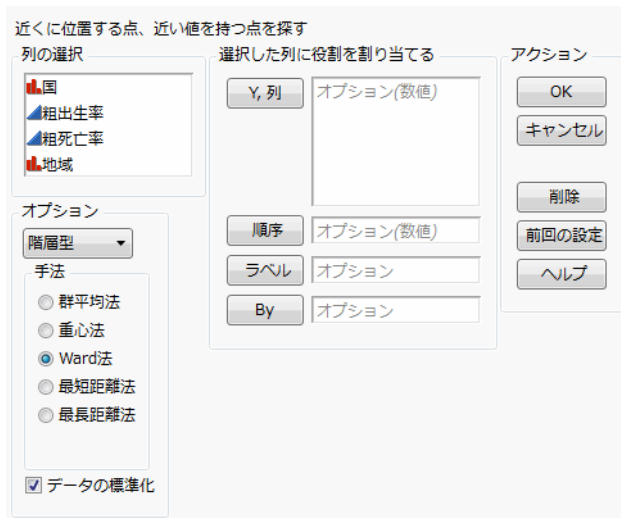 近くに位置する点、近い値を持つ点を探す
列の選択
国
粗出生率
粗死亡率
地域
オプション
階層型
手法
群平均法
重心法
Ward法
最短距離法
最長距離法
データの標準化
選択した列に役割を割り当てる
Y, 列 オプション(数値)
順序 オプション(数値)
ラベル オプション
By オプション
アクション
OK
キャンセル
削除
前回の設定
ヘルプ